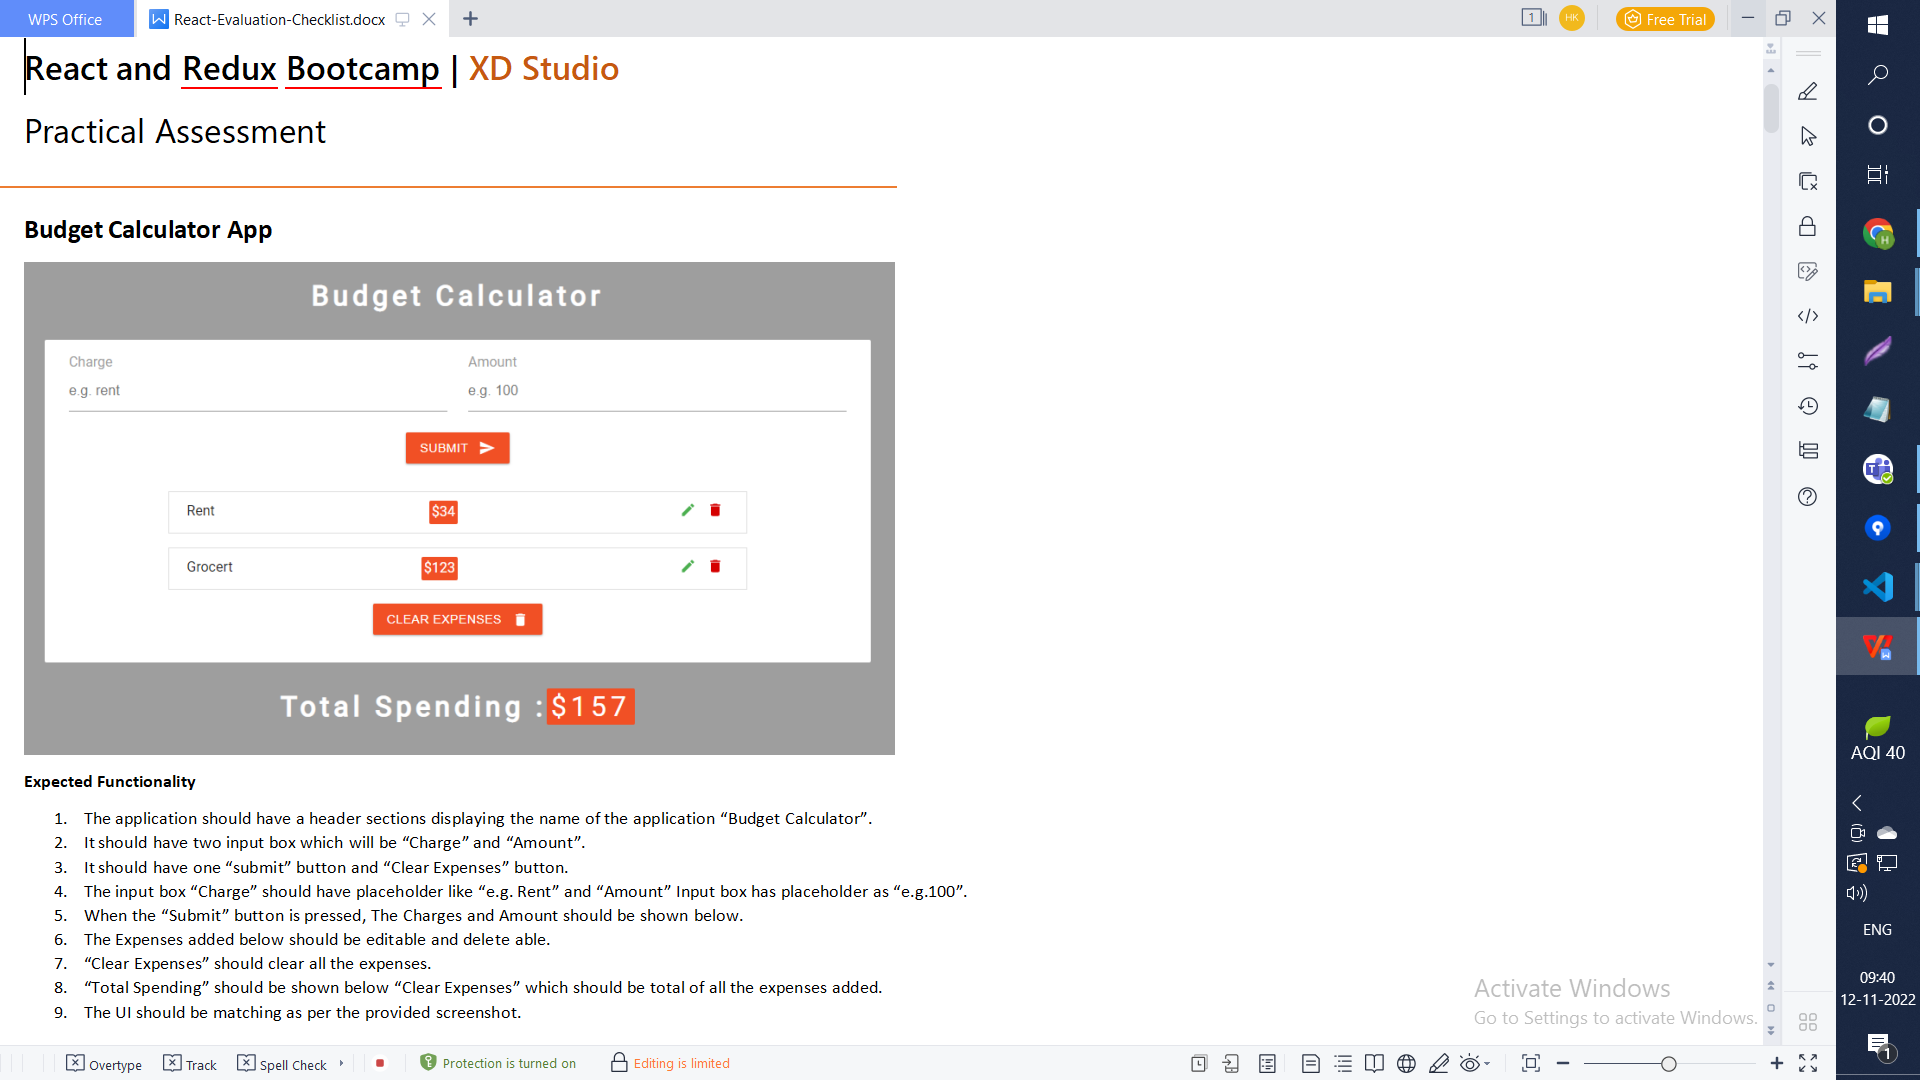 WPS Office
React-Evaluation-Checklist.docx
1
HK
Free Trial
React and Redux Bootcamp | XD Studio
Practical Assessment
Budget Calculator App
Budget Calculator
Charge
Amount
e.g. rent
e.g. 100
SUBMIT
Rent
$34
Grocert
$123
CLEAR EXPENSES
Total Spending :$157
Expected Functionality
1. The application should have a header sections displaying the name of the application “Budget Calculator”.
2. It should have two input box which will be “Charge” and “Amount”.
3. It should have one “submit” button and “Clear Expenses” button.
4. The input box “Charge” should have placeholder like “e.g. Rent” and “Amount” Input box has placeholder as “e.g.100”.
5. When the “Submit” button is pressed, The Charges and Amount should be shown below.
6. The Expenses added below should be editable and delete able.
7. “Clear Expenses” should clear all the expenses.
8. “Total Spending” should be shown below “Clear Expenses” which should be total of all the expenses added.
9. The UI should be matching as per the provided screenshot.
Activate Windows
Go to Settings to activate Windows.
Overtype
Track
Spell Check
Protection is turned on
Editing is limited
H
T
AQI 40
ENG
09:40
12-11-2022
1